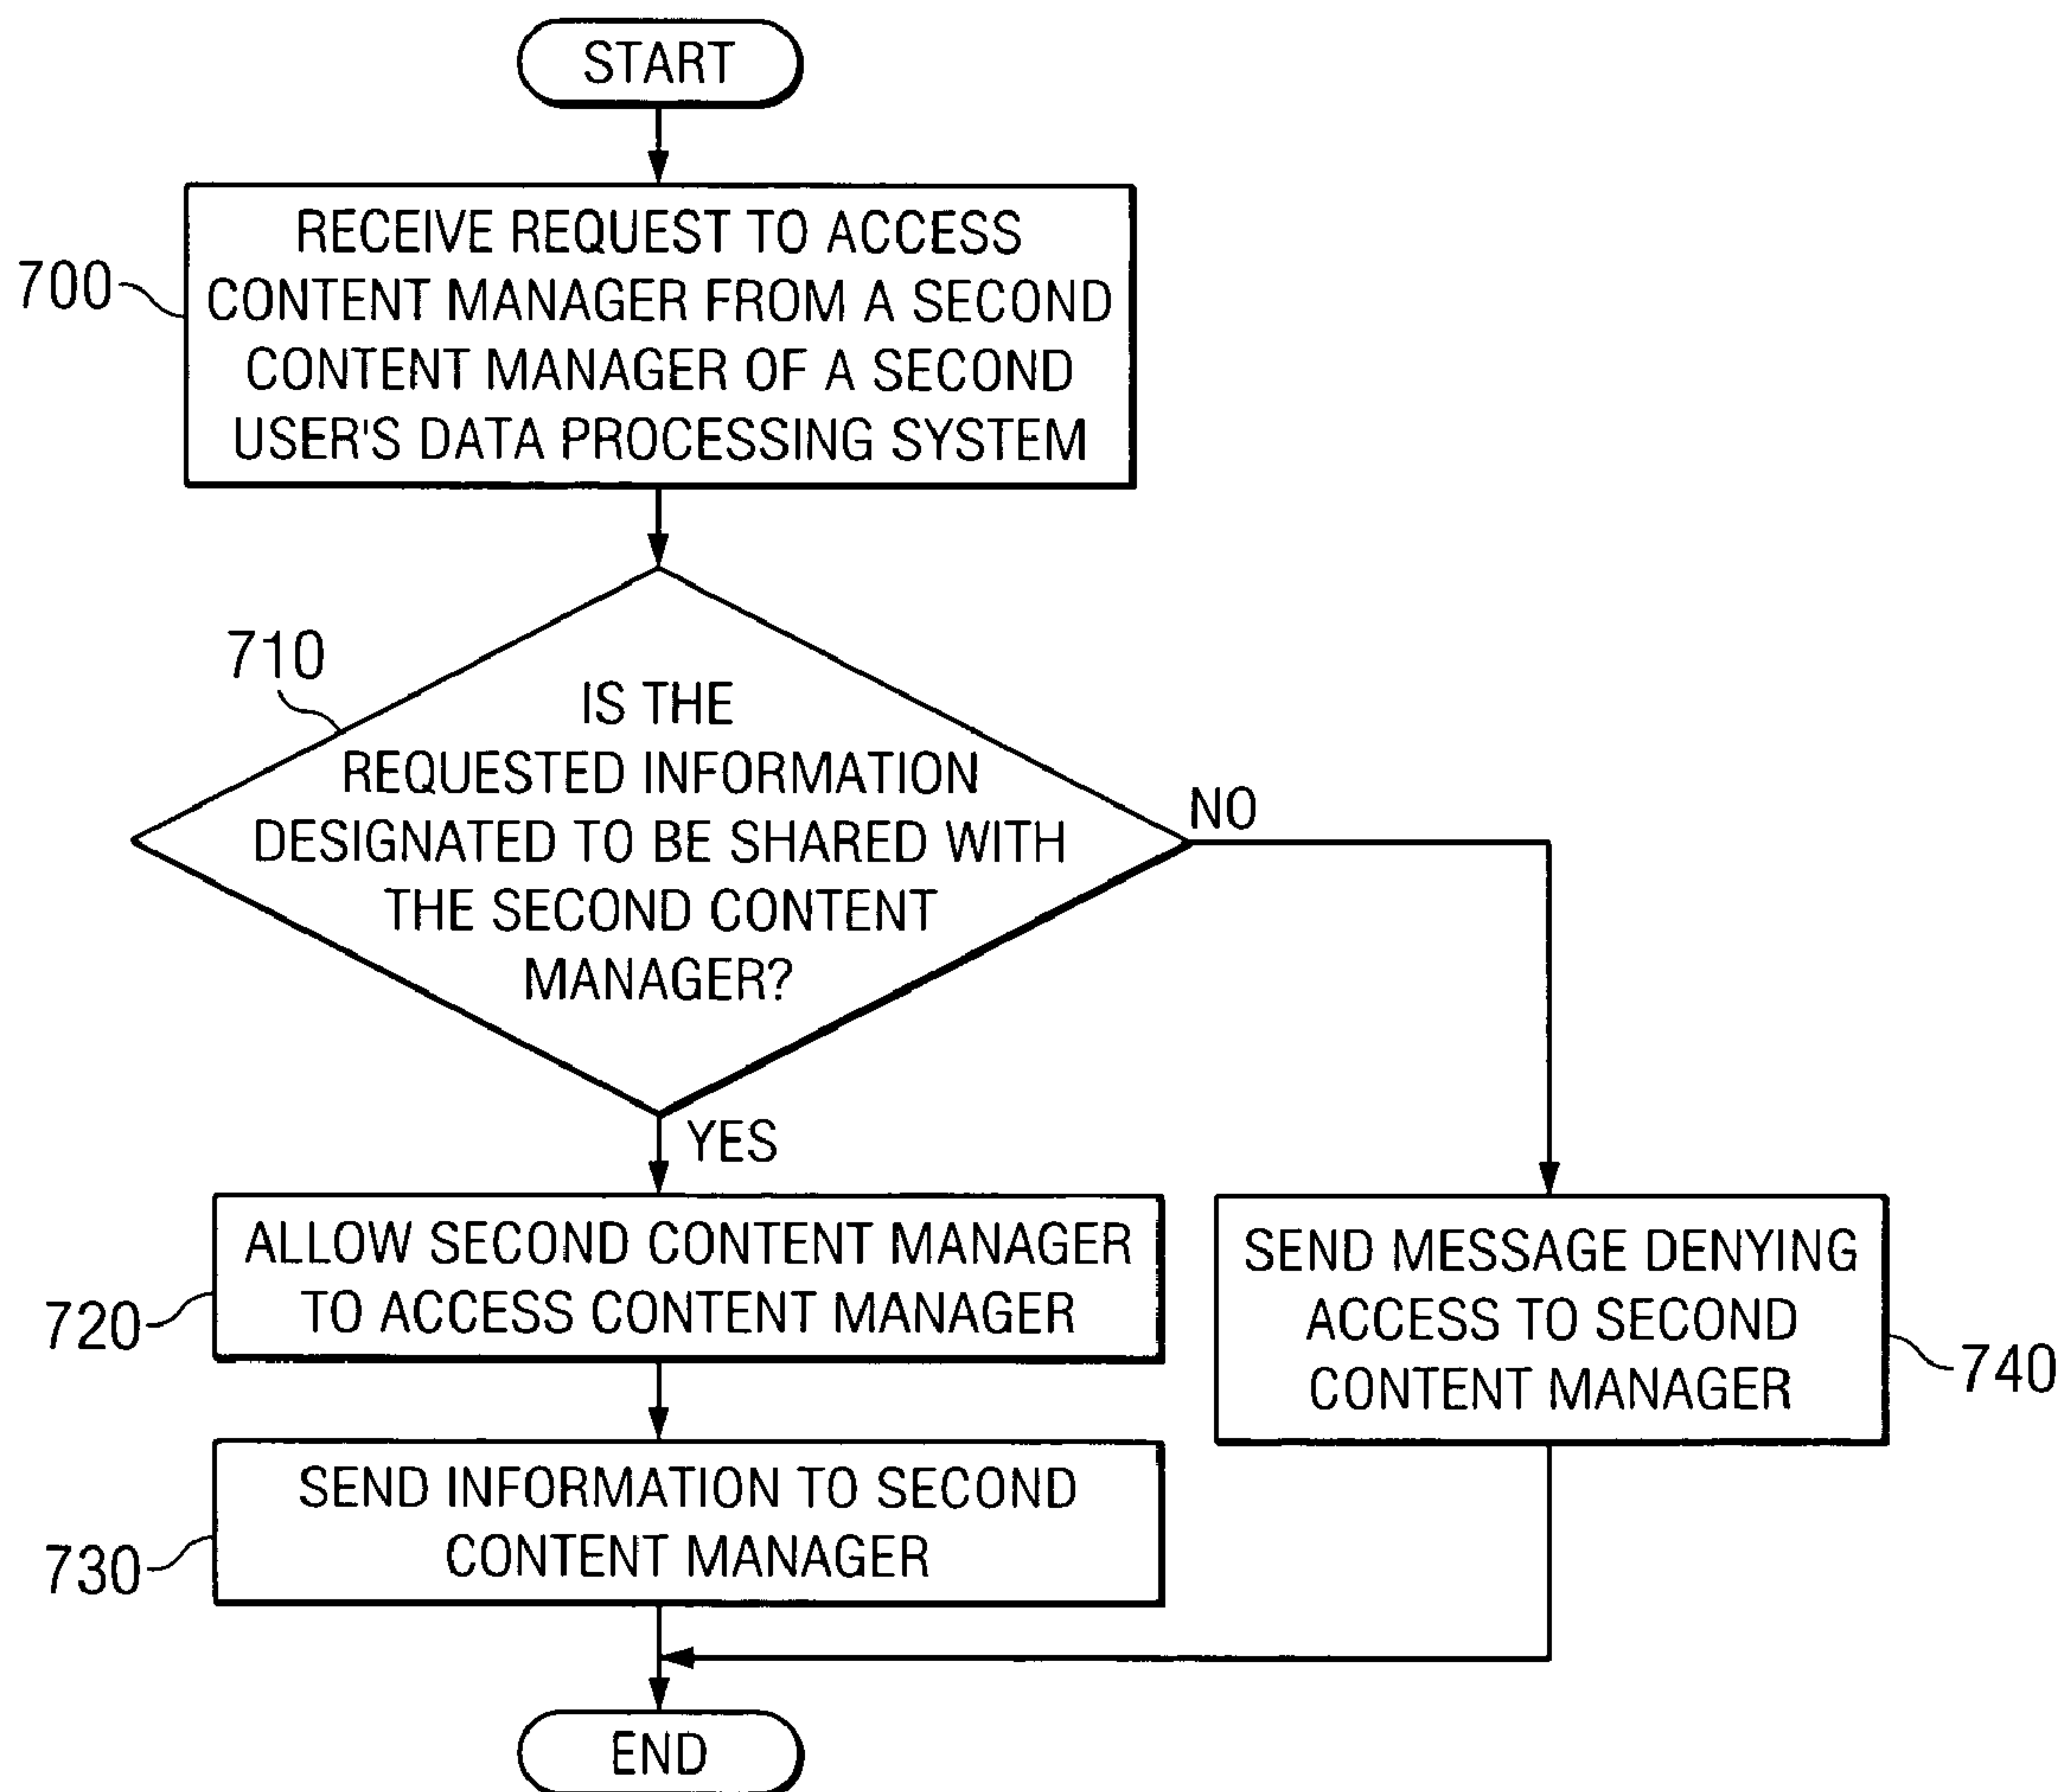 START
RECEIVE REQUEST TO ACCESS
CONTENT MANAGER FROM A SECOND
CONTENT MANAGER OF A SECOND
USER'S DATA PROCESSING SYSTEM
700
710
IS THE
REQUESTED INFORMATION
DESIGNATED TO BE SHARED WITH
THE SECOND CONTENT
MANAGER?
NO
YES
ALLOW SECOND CONTENT MANAGER
TO ACCESS CONTENT MANAGER
720
SEND MESSAGE DENYING
ACCESS TO SECOND
CONTENT MANAGER
740
SEND INFORMATION TO SECOND
CONTENT MANAGER
730
END